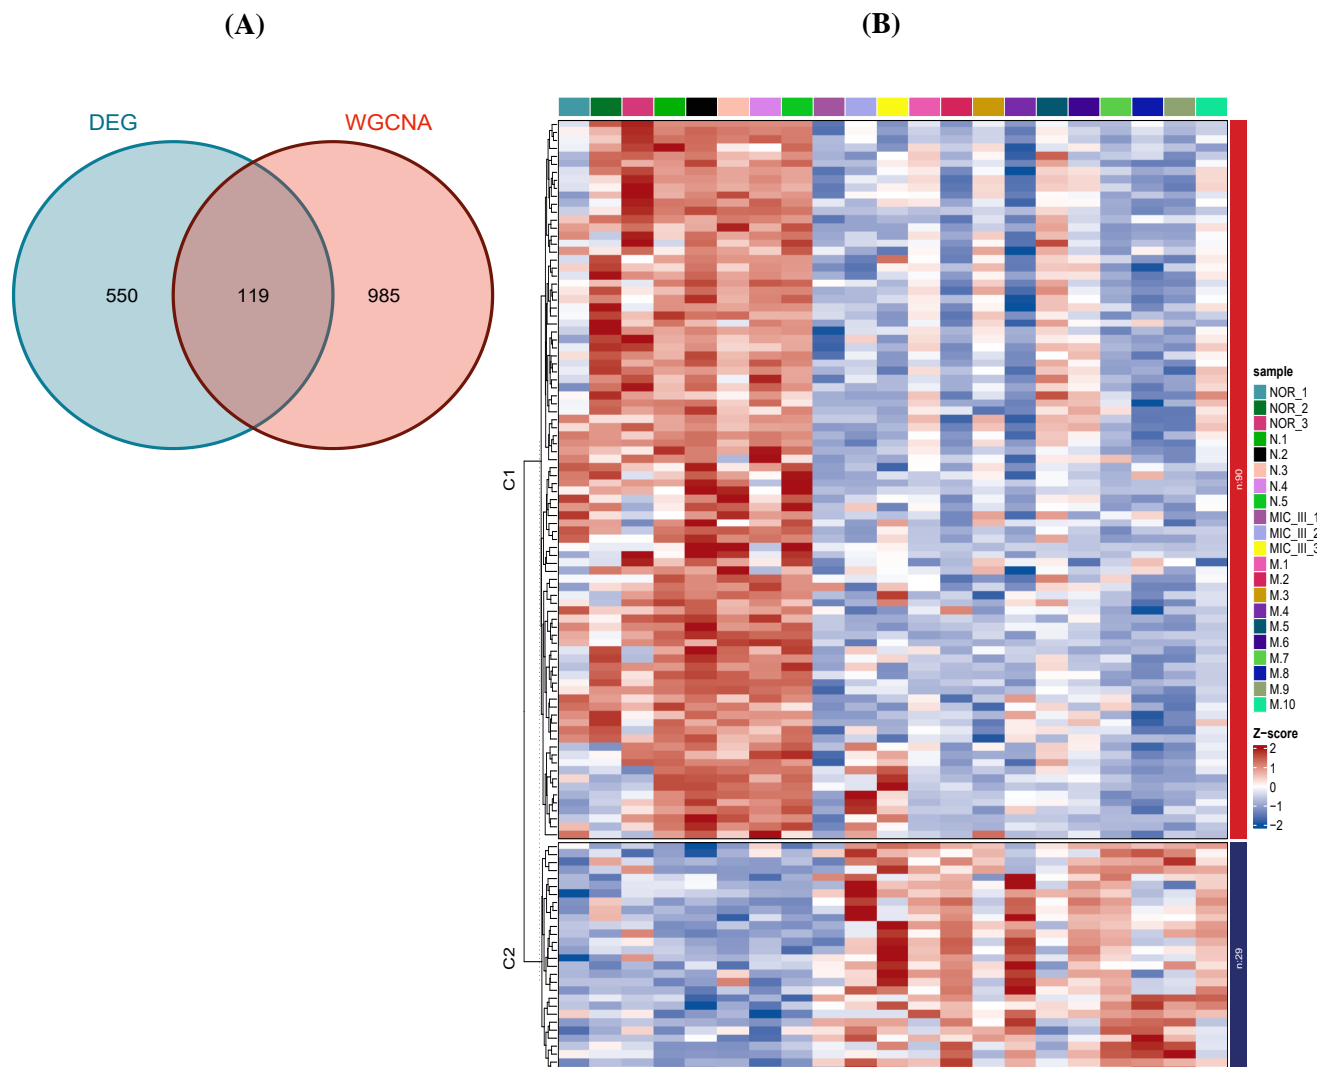 (A)
(B)
DEG
WGCNA
550
119
985
C1
C2
n:90
n:29
sample
NOR_1
NOR_2
NOR_3
N.1
N.2
N.3
N.4
N.5
MIC_III_1
MIC_III_2
MIC_III_3
M.1
M.2
M.3
M.4
M.5
M.6
M.7
M.8
M.9
M.10
Z−score
2
1
0
−1
−2